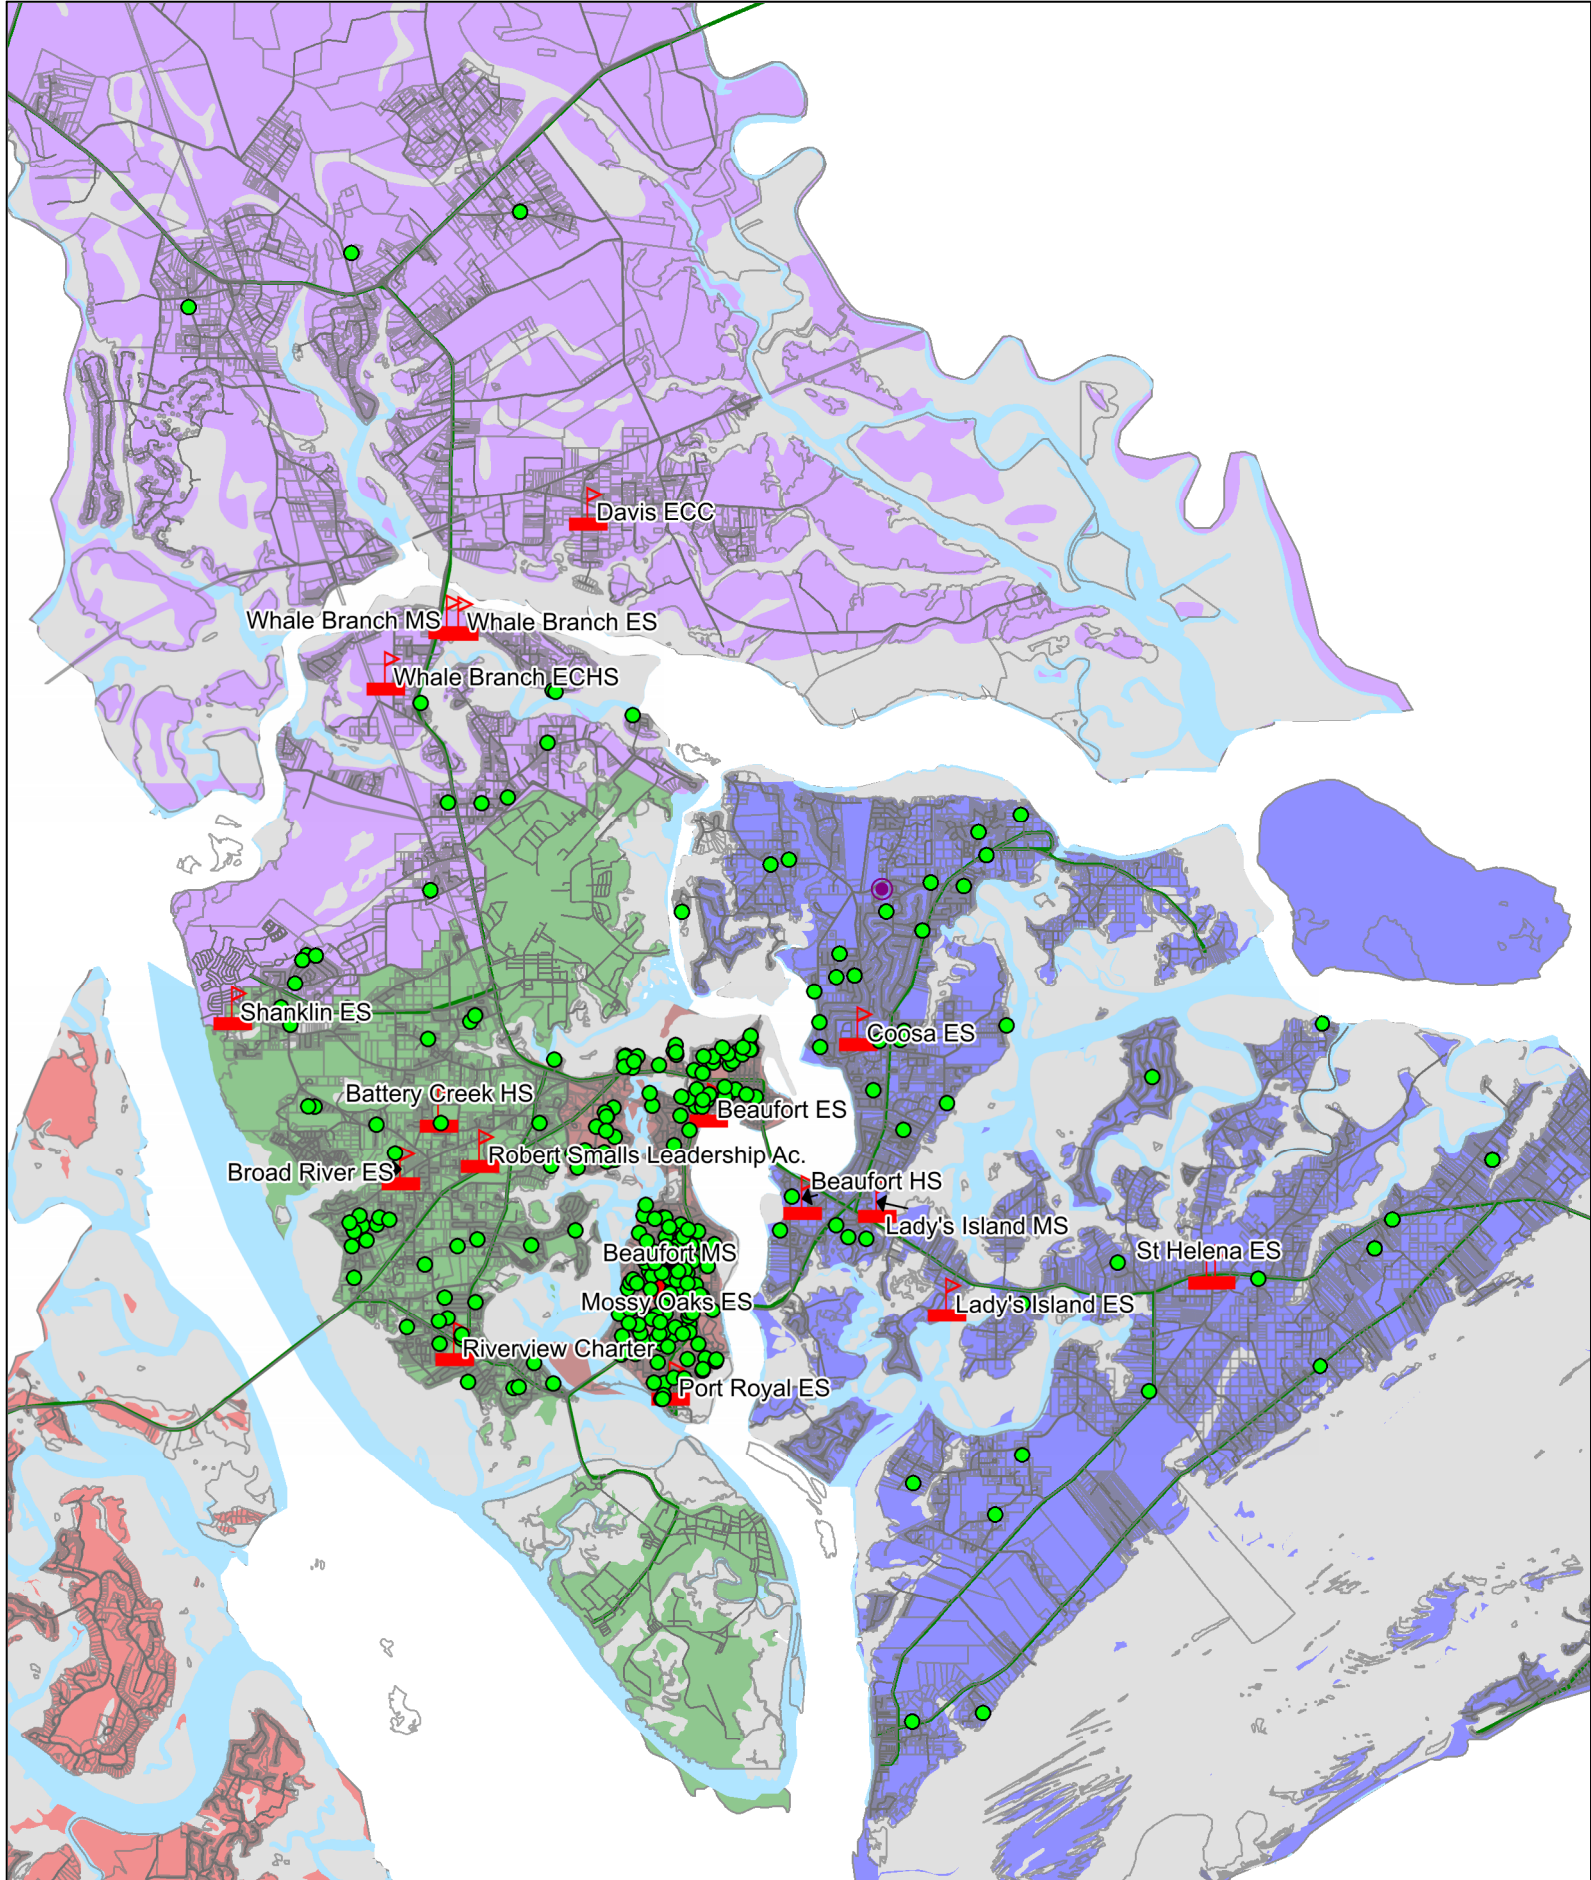 Davis ECC
Whale Branch MS
Whale Branch ES
Whale Branch ECHS
Shanklin ES
Coosa ES
Battery Creek HS
Beaufort ES
Robert Smalls Leadership Ac.
Broad River ES
Beaufort HS
Lady's Island MS
Beaufort MS
St Helena ES
Mossy Oaks ES
Lady's Island ES
Riverview Charter
Port Royal ES